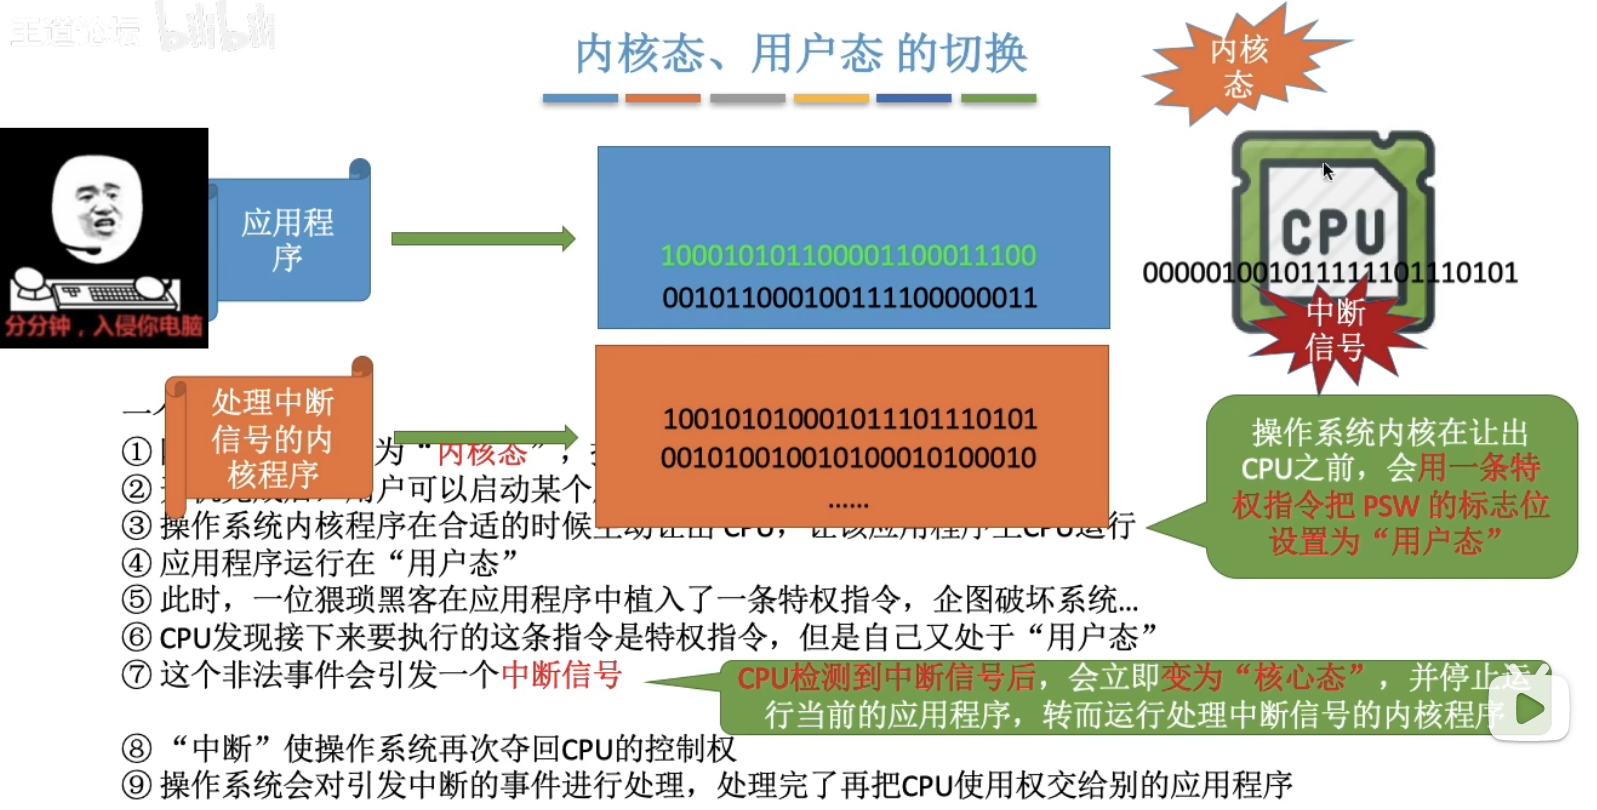 王道论坛 bilibili
内核态、用户态 的切换
内核
态
应用程
序
分分钟，入侵你电脑
100010101100001100011100
001011000100111100000011
CPU
000001001011111101110101
中断
信号
处理中断
信号的内
核程序
100101010001011101110101
001010010010100010100010
......
操作系统内核在让出
CPU之前，会用一条特
权指令把 PSW 的标志位
设置为“用户态”
①
为“内核态”，
②
户可以启动某个
③ 操作系统内核程序在合适的时候主动让出 CPU，让该应用程序上CPU运行
④ 应用程序运行在“用户态”
⑤ 此时，一位猥琐黑客在应用程序中植入了一条特权指令，企图破坏系统...
⑥ CPU发现接下来要执行的这条指令是特权指令，但是自己又处于“用户态”
⑦ 这个非法事件会引发一个中断信号
CPU检测到中断信号后，会立即变为“核心态”，并停止运
行当前的应用程序，转而运行处理中断信号的内核程序
⑧ “中断”使操作系统再次夺回CPU的控制权
⑨ 操作系统会对引发中断的事件进行处理，处理完了再把CPU使用权交给别的应用程序